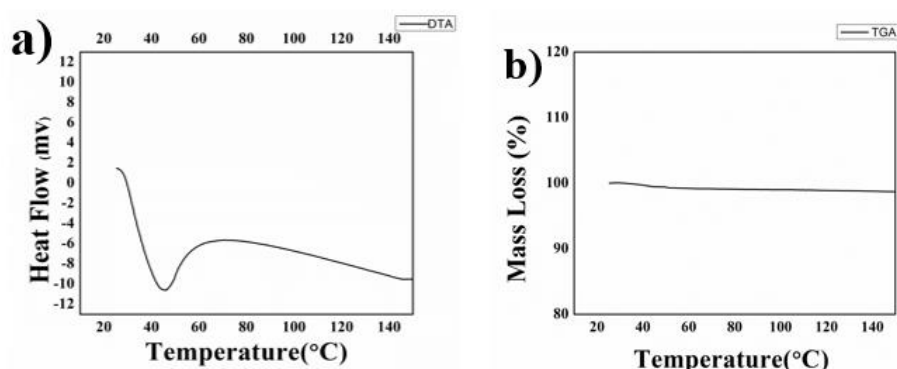 a)
DTA
20 40 60 80 100 120 140
12
10
8
6
4
2
0
-2
-4
-6
-8
-10
-12
Heat Flow (mv)
20 40 60 80 100 120 140
Temperature(°C)
b)
TGA
120
110
100
90
80
Mass Loss (%)
20 40 60 80 100 120 140
Temperature(°C)